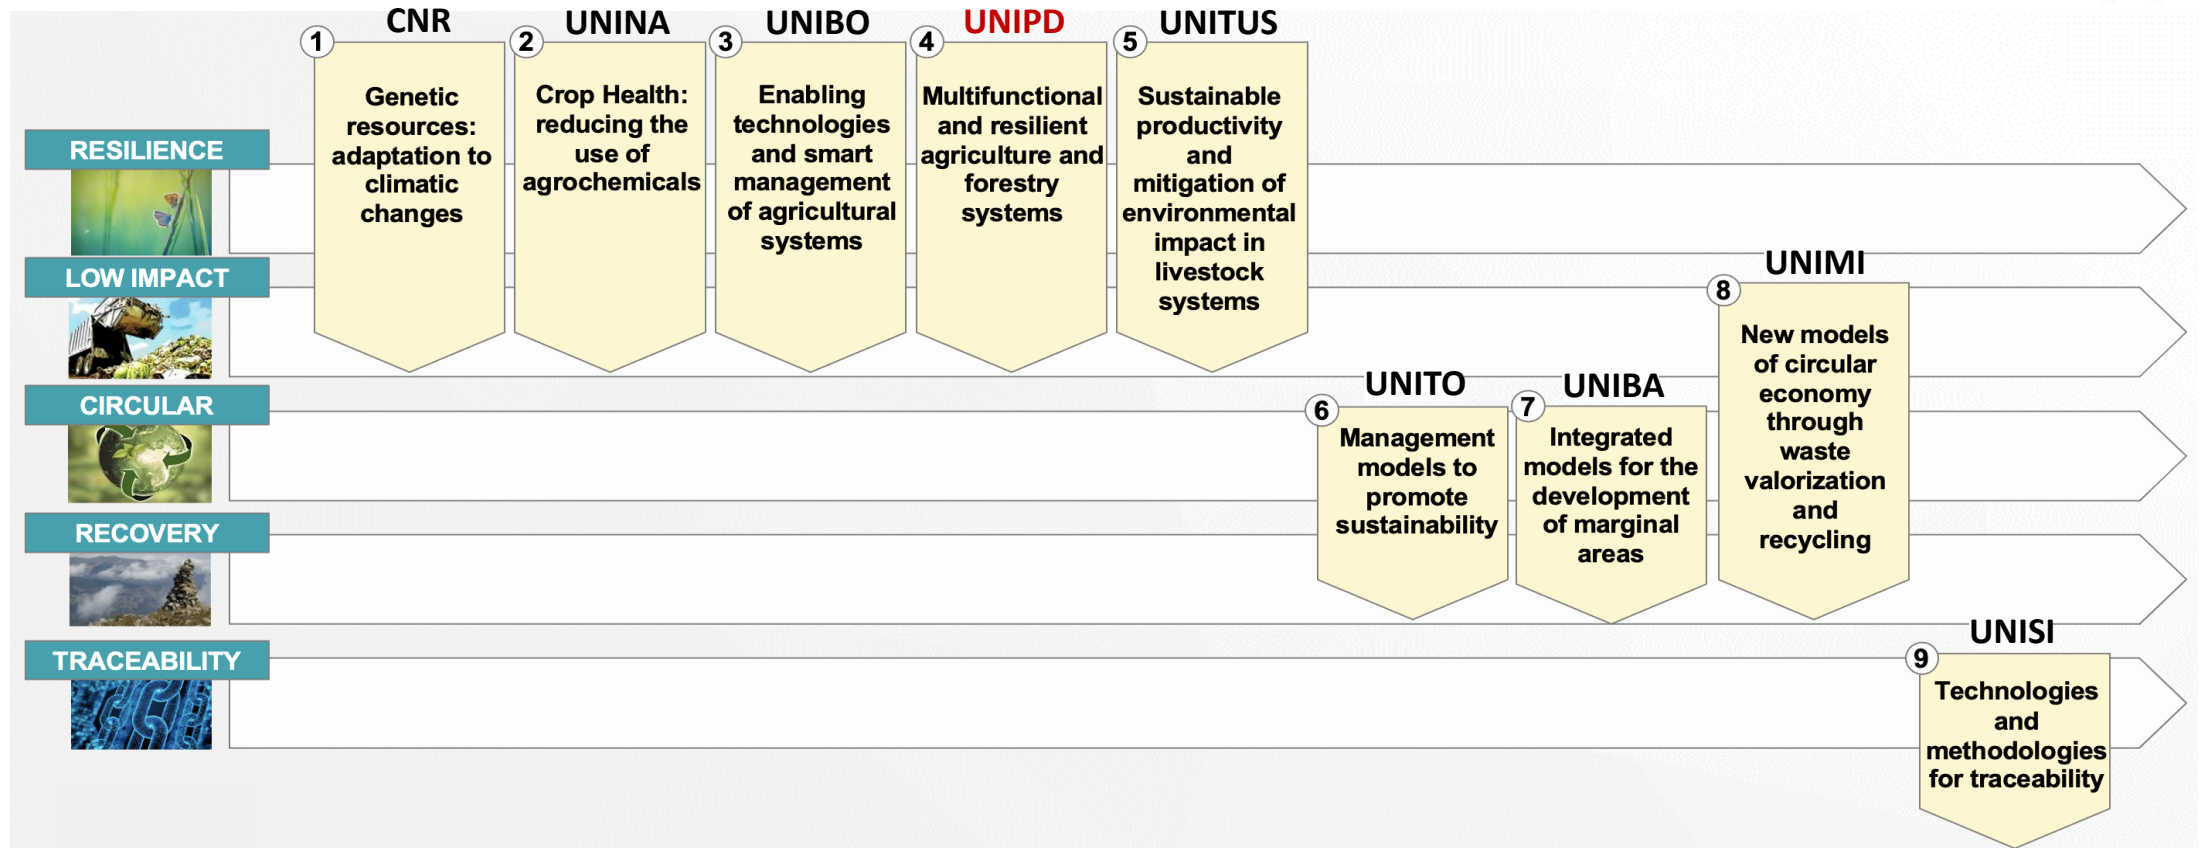 CNR
1
Genetic
resources:
adaptation to
climatic
changes
UNINA
2
Crop Health:
reducing the
use of
agrochemicals
UNIBO
3
Enabling
technologies
and smart
management
of agricultural
systems
UNIPD
4
Multifunctional
and resilient
agriculture and
forestry
systems
UNITUS
5
Sustainable
productivity
and
mitigation of
environmental
impact in
livestock
systems
RESILIENCE
LOW IMPACT
CIRCULAR
RECOVERY
TRACEABILITY
UNITO
6
Management
models to
promote
sustainability
UNIBA
7
Integrated
models for the
development
of marginal
areas
UNIMI
8
New models
of circular
economy
through
waste
valorization
and
recycling
UNISI
9
Technologies
and
methodologies
for traceability